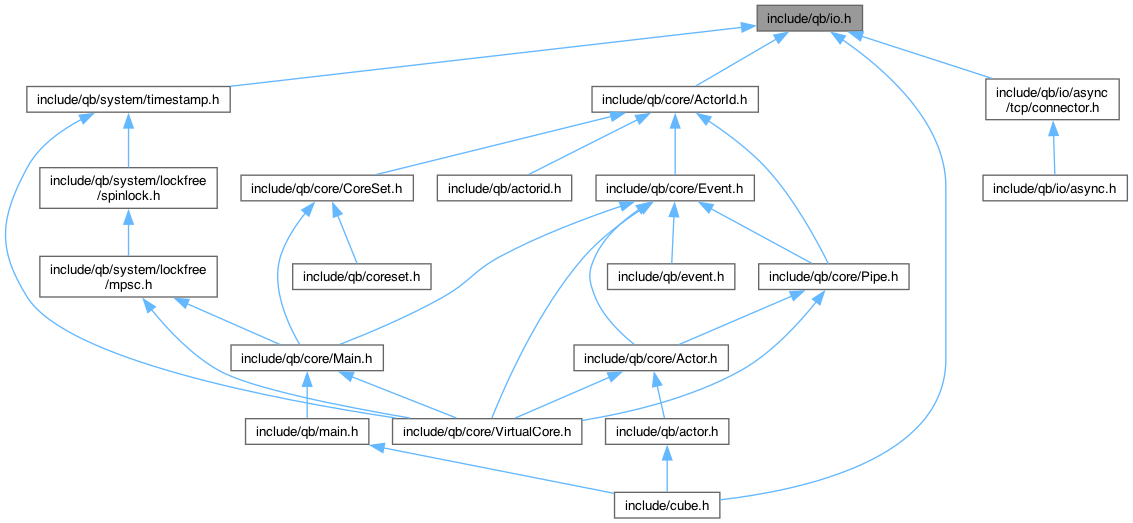 include/qb/io.h
include/qb/system/timestamp.h
include/qb/core/ActorId.h
include/qb/io/async
/tcp/connector.h
include/qb/system/lockfree
/spinlock.h
include/qb/core/CoreSet.h
include/qb/actorid.h
include/qb/core/Event.h
include/qb/io/async.h
include/qb/system/lockfree
/mpsc.h
include/qb/coreset.h
include/qb/event.h
include/qb/core/Pipe.h
include/qb/core/Main.h
include/qb/core/Actor.h
include/qb/main.h
include/qb/core/VirtualCore.h
include/qb/actor.h
include/cube.h